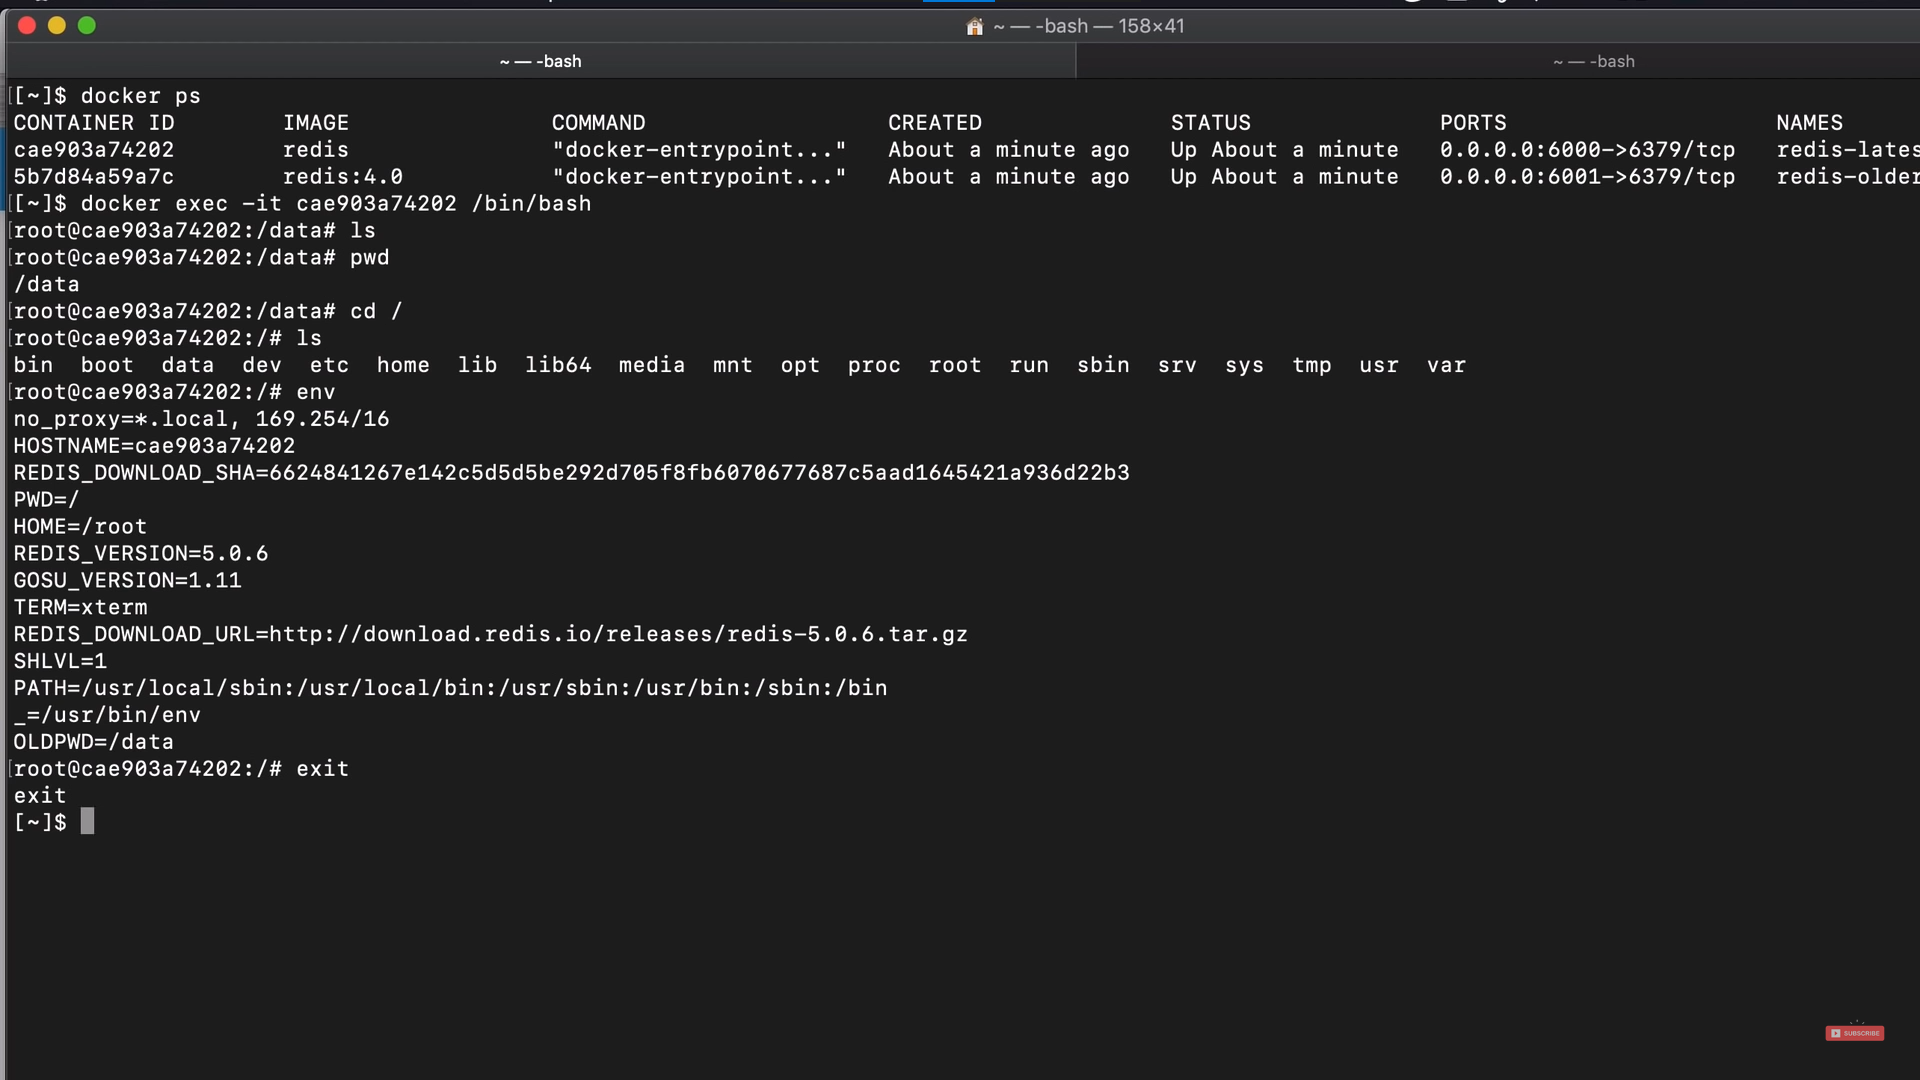 ~ — -bash — 158×41
~ — -bash
~ — -bash
[[~]$ docker ps
CONTAINER ID IMAGE COMMAND CREATED STATUS PORTS NAMES
cae903a74202 redis "docker-entrypoint..." About a minute ago Up About a minute 0.0.0.0:6000->6379/tcp redis-lates
5b7d84a59a7c redis:4.0 "docker-entrypoint..." About a minute ago Up About a minute 0.0.0.0:6001->6379/tcp redis-older
[[~]$ docker exec -it cae903a74202 /bin/bash
[root@cae903a74202:/data# ls
[root@cae903a74202:/data# pwd
/data
[root@cae903a74202:/data# cd /
[root@cae903a74202:/# ls
bin boot data dev etc home lib lib64 media mnt opt proc root run sbin srv sys tmp usr var
[root@cae903a74202:/# env
no_proxy=*.local, 169.254/16
HOSTNAME=cae903a74202
REDIS_DOWNLOAD_SHA=6624841267e142c5d5d5be292d705f8fb6070677687c5aad1645421a936d22b3
PWD=/
HOME=/root
REDIS_VERSION=5.0.6
GOSU_VERSION=1.11
TERM=xterm
REDIS_DOWNLOAD_URL=http://download.redis.io/releases/redis-5.0.6.tar.gz
SHLVL=1
PATH=/usr/local/sbin:/usr/local/bin:/usr/sbin:/usr/bin:/sbin:/bin
_=/usr/bin/env
OLDPWD=/data
[root@cae903a74202:/# exit
exit
[~]$
SUBSCRIBE